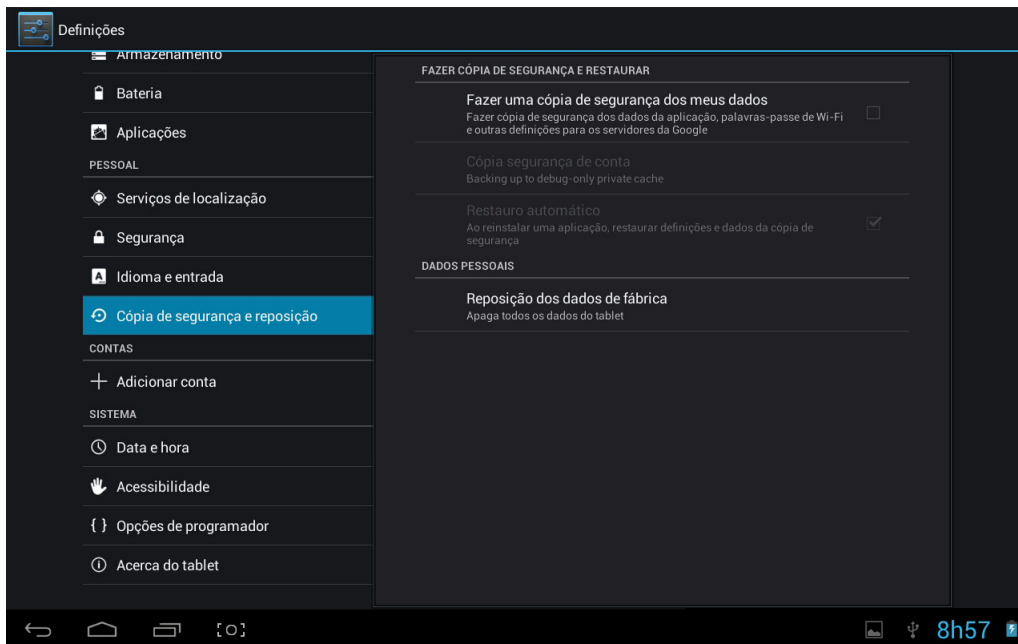 Definições
Armazenamento
Bateria
Aplicações
PESSOAL
Serviços de localização
Segurança
Idioma e entrada
Cópia de segurança e reposição
CONTAS
Adicionar conta
SISTEMA
Data e hora
Acessibilidade
Opções de programador
Acerca do tablet
FAZER CÓPIA DE SEGURANÇA E RESTAURAR
Fazer uma cópia de segurança dos meus dados
Fazer cópia de segurança dos dados da aplicação, palavras-passe de Wi-Fi
e outras definições para os servidores da Google
Cópia segurança de conta
Backing up to debug-only private cache
Restauro automático
Ao reinstalar uma aplicação, restaurar definições e dados da cópia de
segurança
DADOS PESSOAIS
Reposição dos dados de fábrica
Apaga todos os dados do tablet
8h57